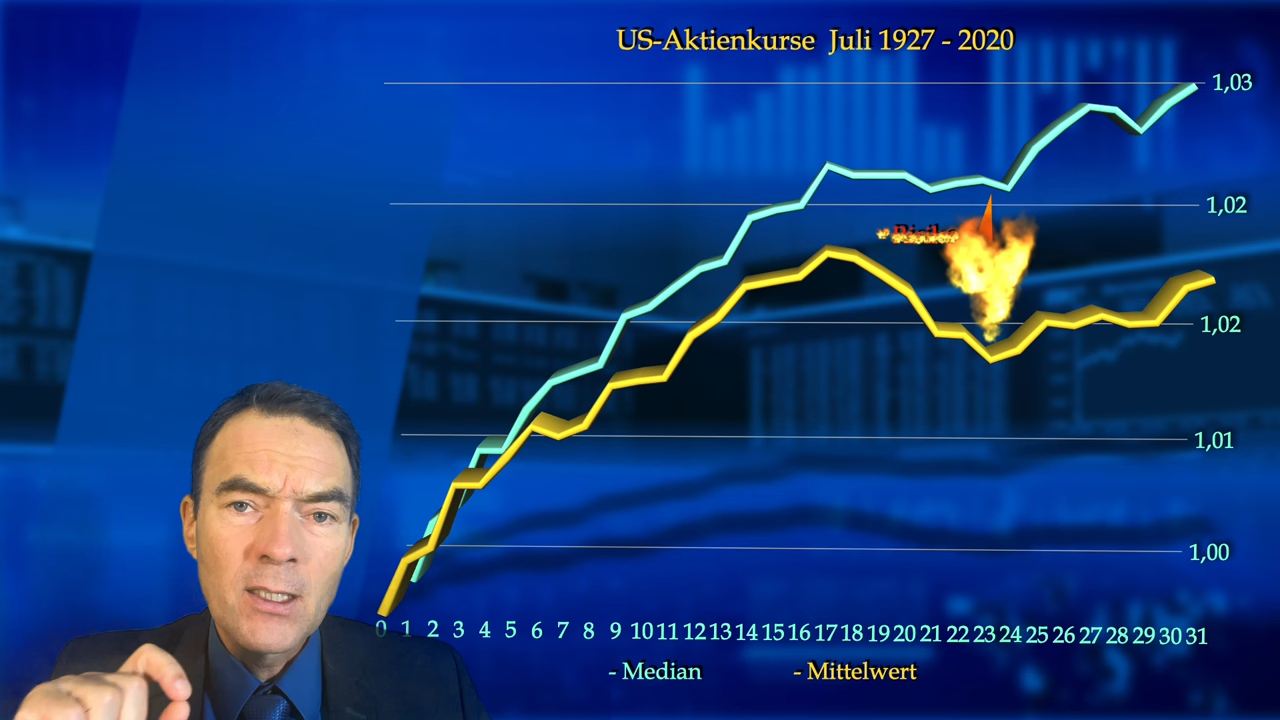 US-Aktienkurse Juli 1927 - 2020
1,03
1,02
1,02
1,01
1,00
0 1 2 3 4 5 6 7 8 9 10 11 12 13 14 15 16 17 18 19 20 21 22 23 24 25 26 27 28 29 30 31
- Median - Mittelwert